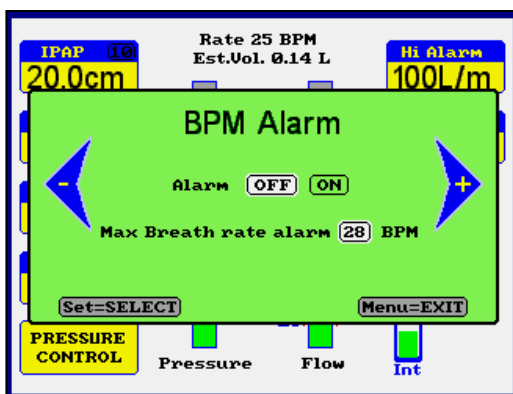 IPAP 10
20.0cm
Rate 25 BPM
Est.Vol. 0.14 L
Hi Alarm
100L/m
BPM Alarm
-
+
Alarm OFF ON
Max Breath rate alarm 28 BPM
Set=SELECT
Menu=EXIT
PRESSURE
CONTROL
Pressure
Flow
Int